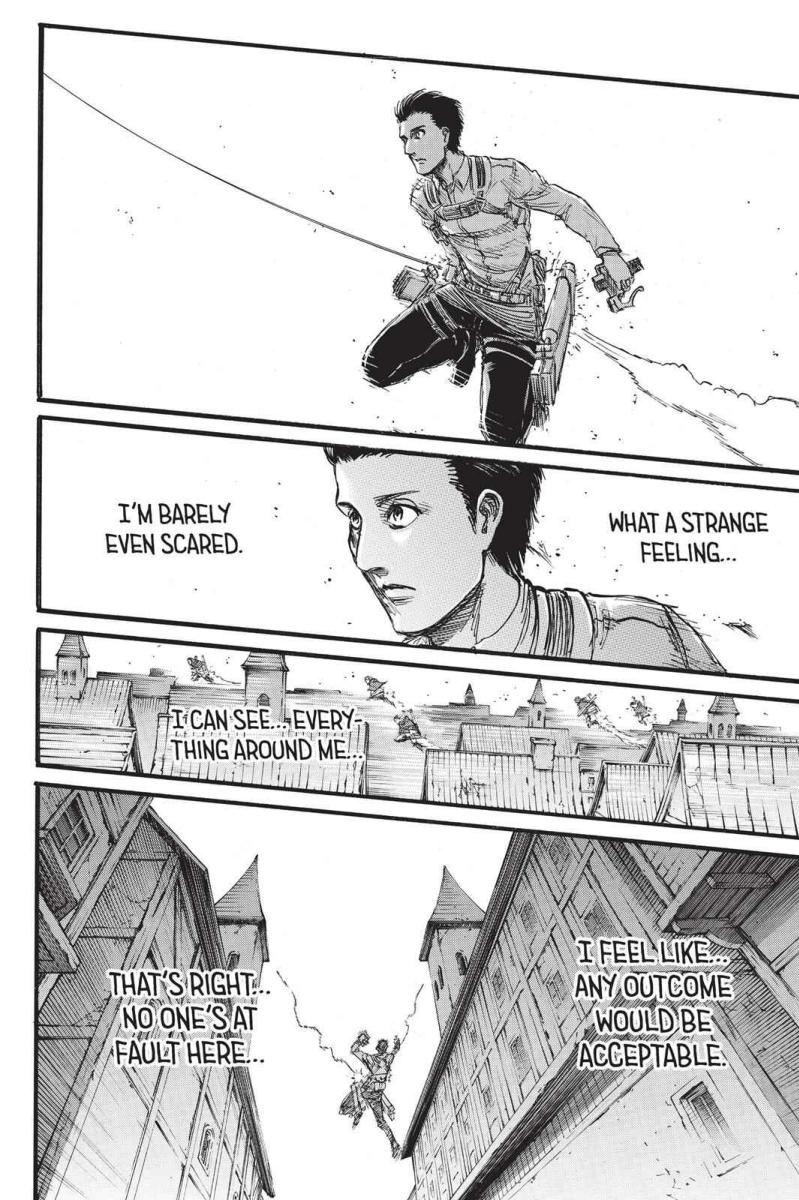 WHAT A STRANGE
FEELING...
I'M BARELY
EVEN SCARED.
I CAN SEE... EVERY-
THING AROUND ME...
I FEEL LIKE...
ANY OUTCOME
WOULD BE
ACCEPTABLE.
THAT'S RIGHT...
NO ONE'S AT
FAULT HERE...